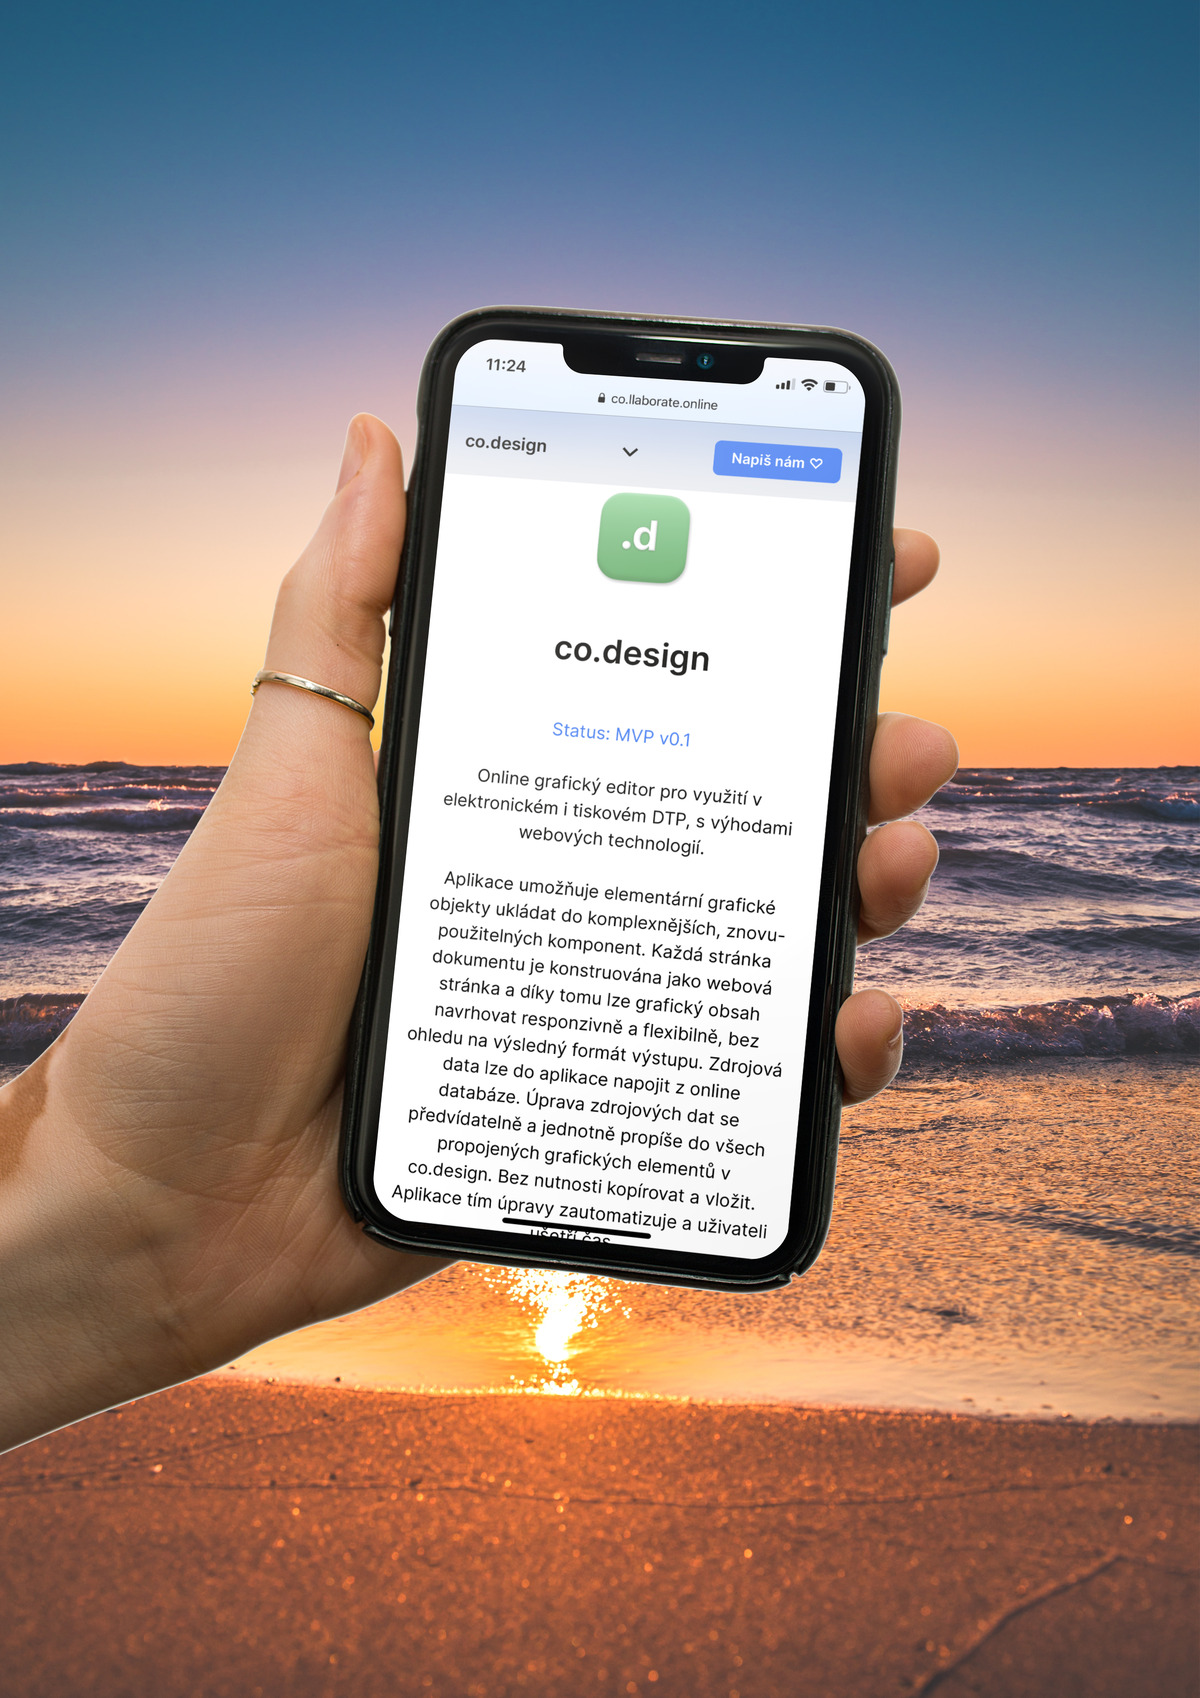 11:24
co.llaborate.online
co.design
Napiš nám ♡
.d
co.design
Status: MVP v0.1
Online grafický editor pro využití v
elektronickém i tiskovém DTP, s výhodami
webových technologií.
Aplikace umožňuje elementární grafické
objekty ukládat do komplexnějších, znovu-
použitelných komponent. Každá stránka
dokumentu je konstruována jako webová
stránka a díky tomu lze grafický obsah
navrhovat responzivně a flexibilně, bez
ohledu na výsledný formát výstupu. Zdrojová
data lze do aplikace napojit z online
databáze. Úprava zdrojových dat se
předvídatelně a jednotně propíše do všech
propojených grafických elementů v
co.design. Bez nutnosti kopírovat a vložit.
Aplikace tím úpravy zautomatizuje a uživateli
ušetří čas